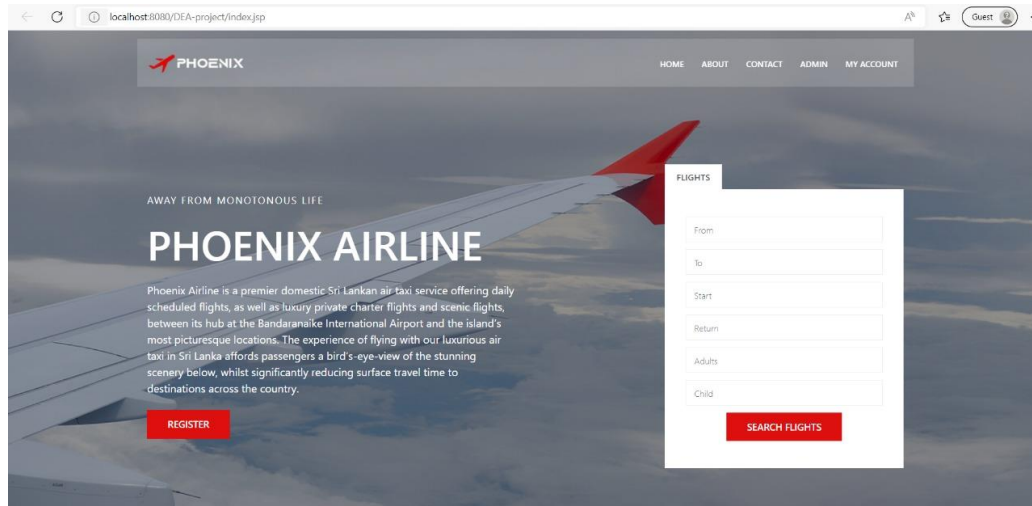 localhost:8080/DEA-project/index.jsp
Guest
PHOENIX
HOME ABOUT CONTACT ADMIN MY ACCOUNT
AWAY FROM MONOTONOUS LIFE
PHOENIX AIRLINE
Phoenix Airline is a premier domestic Sri Lankan air taxi service offering daily
scheduled flights, as well as luxury private charter flights and scenic flights,
between its hub at the Bandaranaike International Airport and the island's
most picturesque locations. The experience of flying with our luxurious air
taxi in Sri Lanka affords passengers a bird's-eye-view of the stunning
scenery below, whilst significantly reducing surface travel time to
destinations across the country.
REGISTER
FLIGHTS
From
To
Start
Return
Adults
Child
SEARCH FLIGHTS